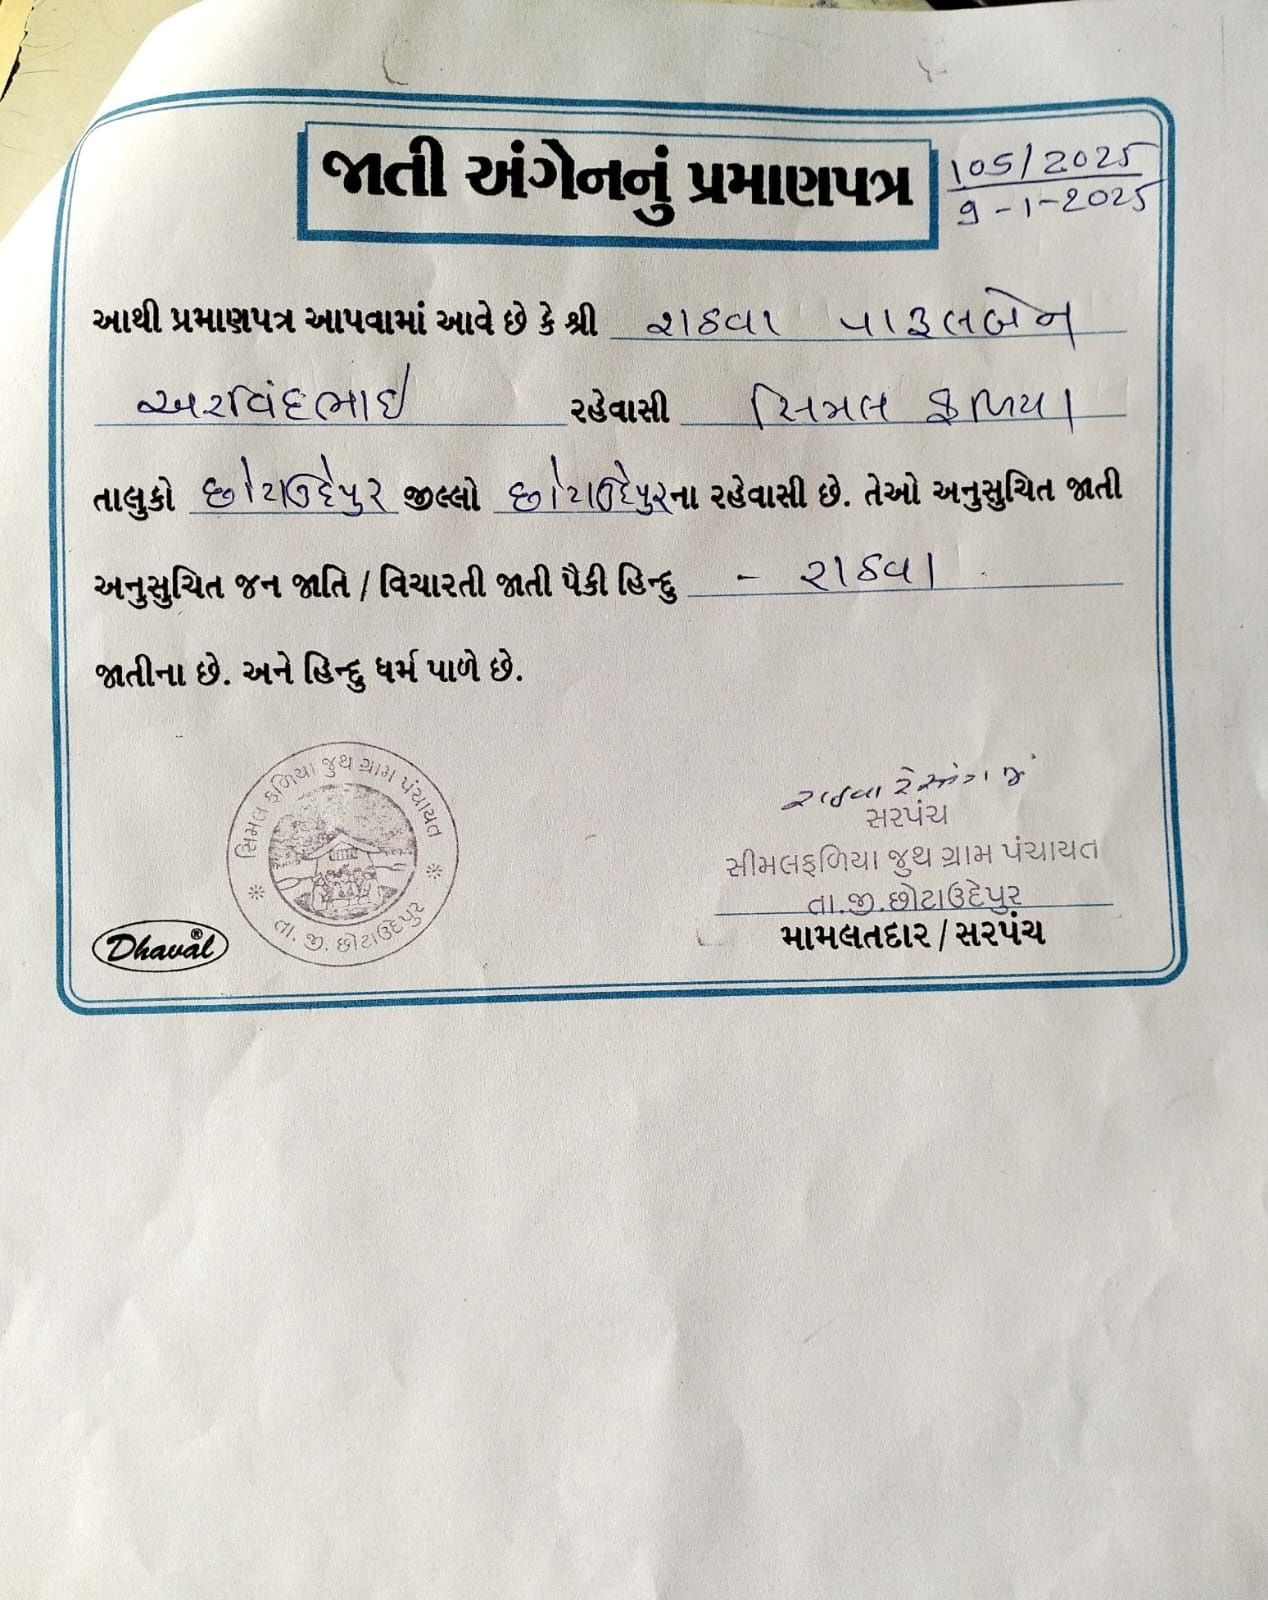 જાતી અંગેનનું પ્રમાણપત્ર
105/2025
9-1-2025
આથી પ્રમાણપત્ર આપવામાં આવે છે કે શ્રી રાઠવા પારૂલબેન
અરવિંદભાઇ રહેવાસી સિમલ ફળિયા
તાલુકો છોટાઉદેપુર જીલ્લો છોટાઉદેપુરના રહેવાસી છે. તેઓ અનુસુચિત જાતી
અનુસુચિત જન જાતિ / વિચારતી જાતી પૈકી હિન્દુ - રાઠવા
જાતીના છે. અને હિન્દુ ધર્મ પાળે છે.
સિમલ ફળિયા જુથ ગ્રામ પંચાયત
તા. જી. છોટાઉદેપુર
Dhaval®
રાઠવા
સરપંચ
સીમલફળિયા જુથ ગ્રામ પંચાયત
તા.જી.છોટાઉદેપુર
મામલતદાર / સરપંચ